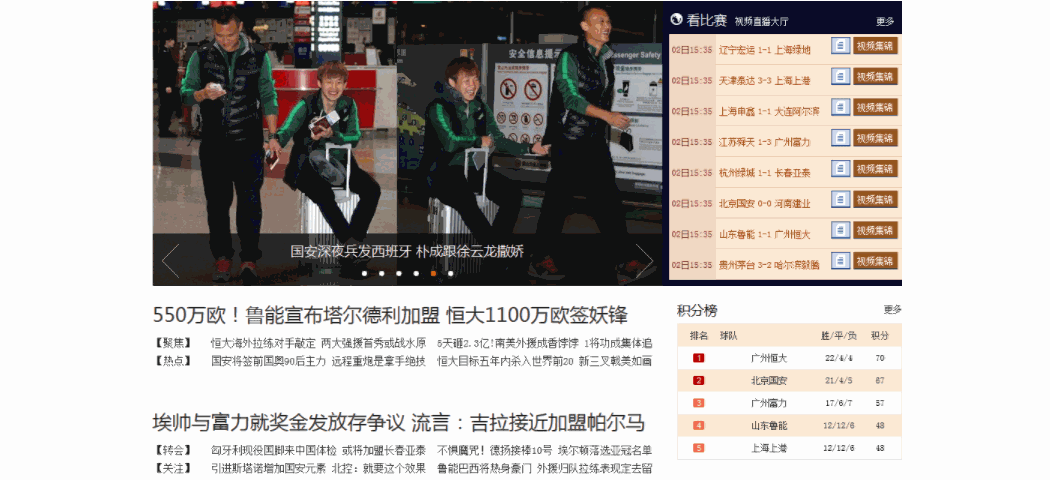 安全信息提示
Passenger Safety
国安深夜兵发西班牙 朴成跟徐云龙撒娇
看比赛 视频直播大厅 更多
02日15:35 辽宁宏运 1-1 上海绿地 视频集锦
02日15:35 天津泰达 3-3 上海上港 视频集锦
02日15:35 上海申鑫 1-1 大连阿尔滨 视频集锦
02日15:35 江苏舜天 1-3 广州富力 视频集锦
02日15:35 杭州绿城 1-1 长春亚泰 视频集锦
02日15:35 北京国安 0-0 河南建业 视频集锦
02日15:35 山东鲁能 1-1 广州恒大 视频集锦
02日15:35 贵州茅台 3-2 哈尔滨毅腾 视频集锦
550万欧！鲁能宣布塔尔德利加盟 恒大1100万欧签妖锋
【聚焦】 恒大海外拉练对手敲定 两大强援首秀或战水原 5天砸2.3亿!南美外援成香饽饽 1将功成集体追
【热点】 国安将签前国奥90后主力 远程重炮是拿手绝技 恒大目标五年内杀入世界前20 新三叉戟美如画
埃帅与富力就奖金发放存争议 流言：吉拉接近加盟帕尔马
【转会】 匈牙利现役国脚来中国体检 或将加盟长春亚泰 不惧魔咒! 德扬接棒10号 埃尔顿落选亚冠名单
【关注】 引进斯塔诺增加国安元素 北控：就要这个效果 鲁能巴西将热身豪门 外援归队拉练表现定去留
积分榜 更多
排名 球队 胜/平/负 积分
1 广州恒大 22/4/4 70
2 北京国安 21/4/5 67
3 广州富力 17/6/7 57
4 山东鲁能 12/12/6 48
5 上海上港 12/12/6 48